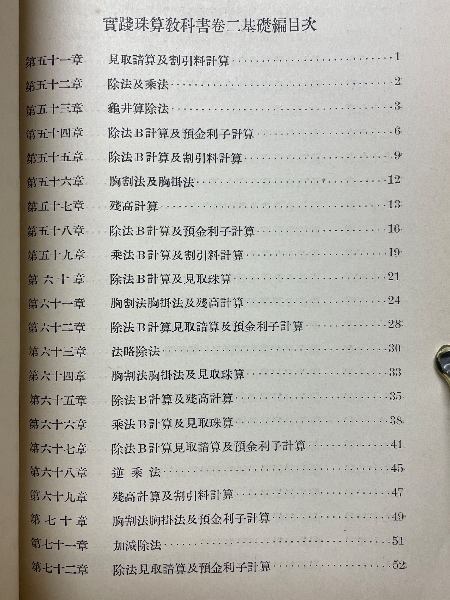 實踐珠算教科書卷二基礎編目次
第五十一章 見取諳算及割引料計算 1
第五十二章 除法及乘法 2
第五十三章 龜井算除法 3
第五十四章 除法B計算及預金利子計算 6
第五十五章 除法B計算及割引料計算 9
第五十六章 胸割法及胸掛法 12
第五十七章 殘高計算 13
第五十八章 除法B計算及預金利子計算 16
第五十九章 乘法B計算及割引料計算 19
第六十章 除法B計算及見取珠算 21
第六十一章 胸割法胸掛法及殘高計算 24
第六十二章 除法B計算見取諳算及預金利子計算 28
第六十三章 法略除法 30
第六十四章 胸割法胸掛法及見取珠算 33
第六十五章 除法B計算及殘高計算 35
第六十六章 乘法B計算及見取珠算 38
第六十七章 除法B計算見取諳算及預金利子計算 41
第六十八章 逆乘法 45
第六十九章 殘高計算及割引料計算 47
第七十章 胸割法胸掛法及預金利子計算 49
第七十一章 加減除法 51
第七十二章 除法見取諳算及預金利子計算 52